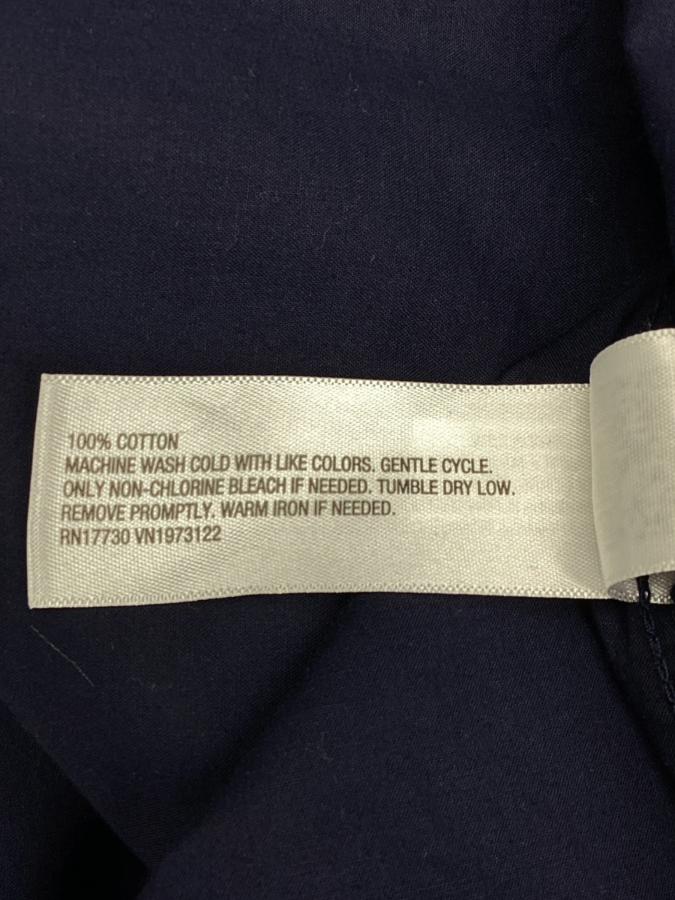 100% COTTON
MACHINE WASH COLD WITH LIKE COLORS. GENTLE CYCLE.
ONLY NON-CHLORINE BLEACH IF NEEDED. TUMBLE DRY LOW.
REMOVE PROMPTLY. WARM IRON IF NEEDED.
RN17730 VN1973122